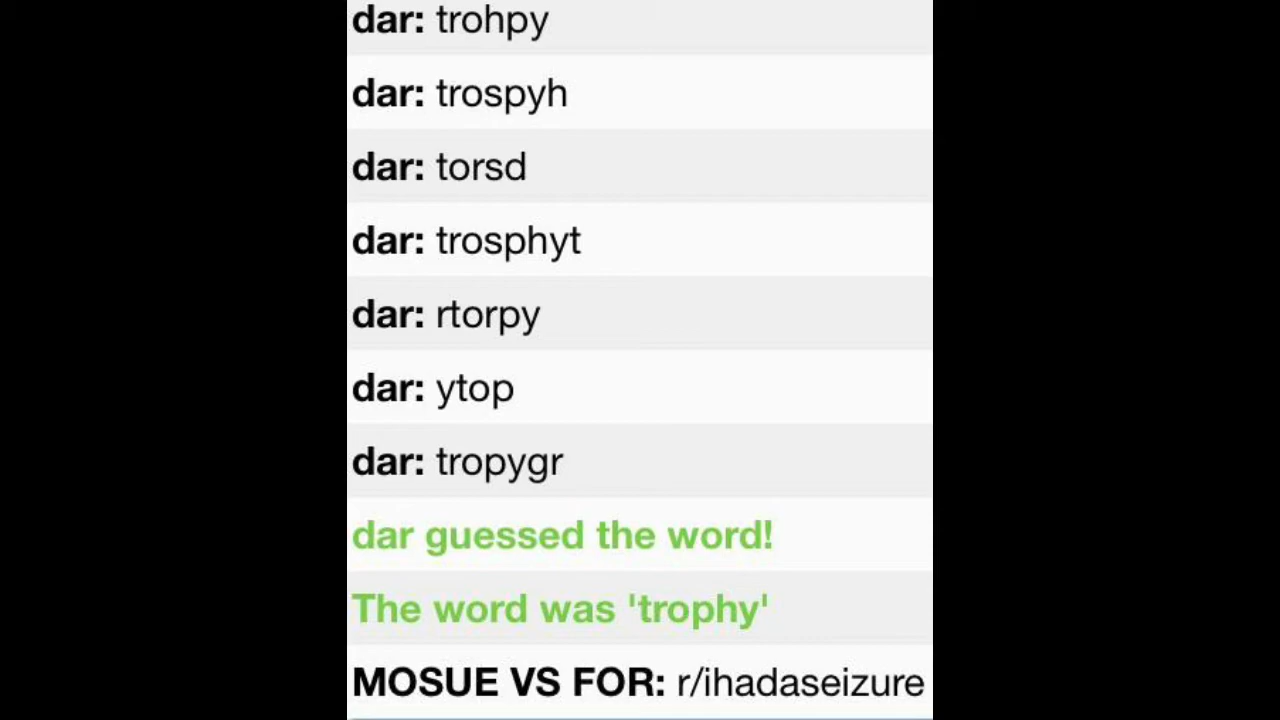 dar: trohpy
dar: trospyh
dar: torsd
dar: trosphyt
dar: rtorpy
dar: ytop
dar: tropygr
dar guessed the word!
The word was 'trophy'
MOSUE VS FOR: r/ihadaseizure